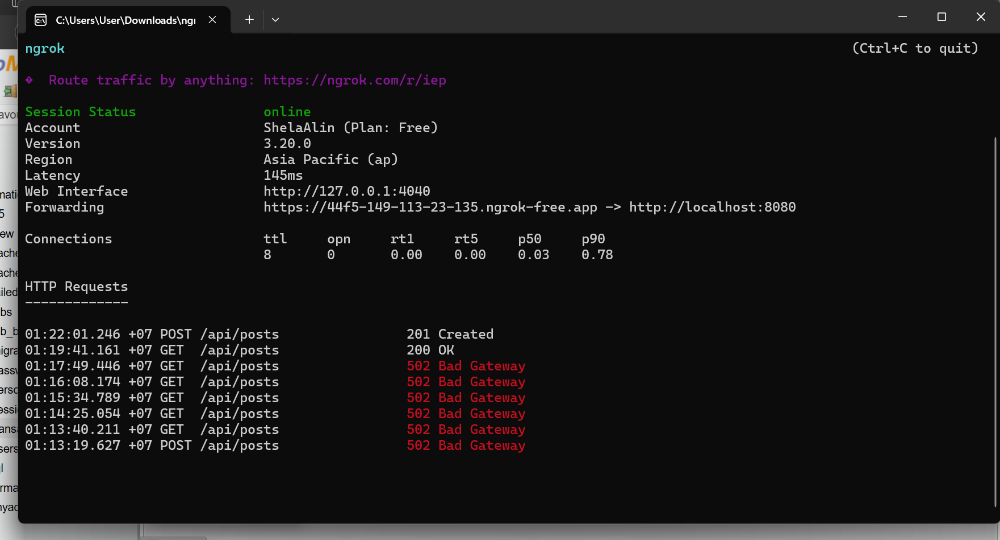 C:\Users\User\Downloads\ngr
ngrok (Ctrl+C to quit)
� Route traffic by anything: https://ngrok.com/r/iep
Session Status online
Account ShelaAlin (Plan: Free)
Version 3.20.0
Region Asia Pacific (ap)
Latency 145ms
Web Interface http://127.0.0.1:4040
Forwarding https://44f5-149-113-23-135.ngrok-free.app -> http://localhost:8080
Connections ttl opn rt1 rt5 p50 p90
8 0 0.00 0.00 0.03 0.78
HTTP Requests
-------------
01:22:01.246 +07 POST /api/posts 201 Created
01:19:41.161 +07 GET /api/posts 200 OK
01:17:49.446 +07 GET /api/posts 502 Bad Gateway
01:16:08.174 +07 GET /api/posts 502 Bad Gateway
01:15:34.789 +07 GET /api/posts 502 Bad Gateway
01:14:25.054 +07 GET /api/posts 502 Bad Gateway
01:13:40.211 +07 GET /api/posts 502 Bad Gateway
01:13:19.627 +07 POST /api/posts 502 Bad Gateway